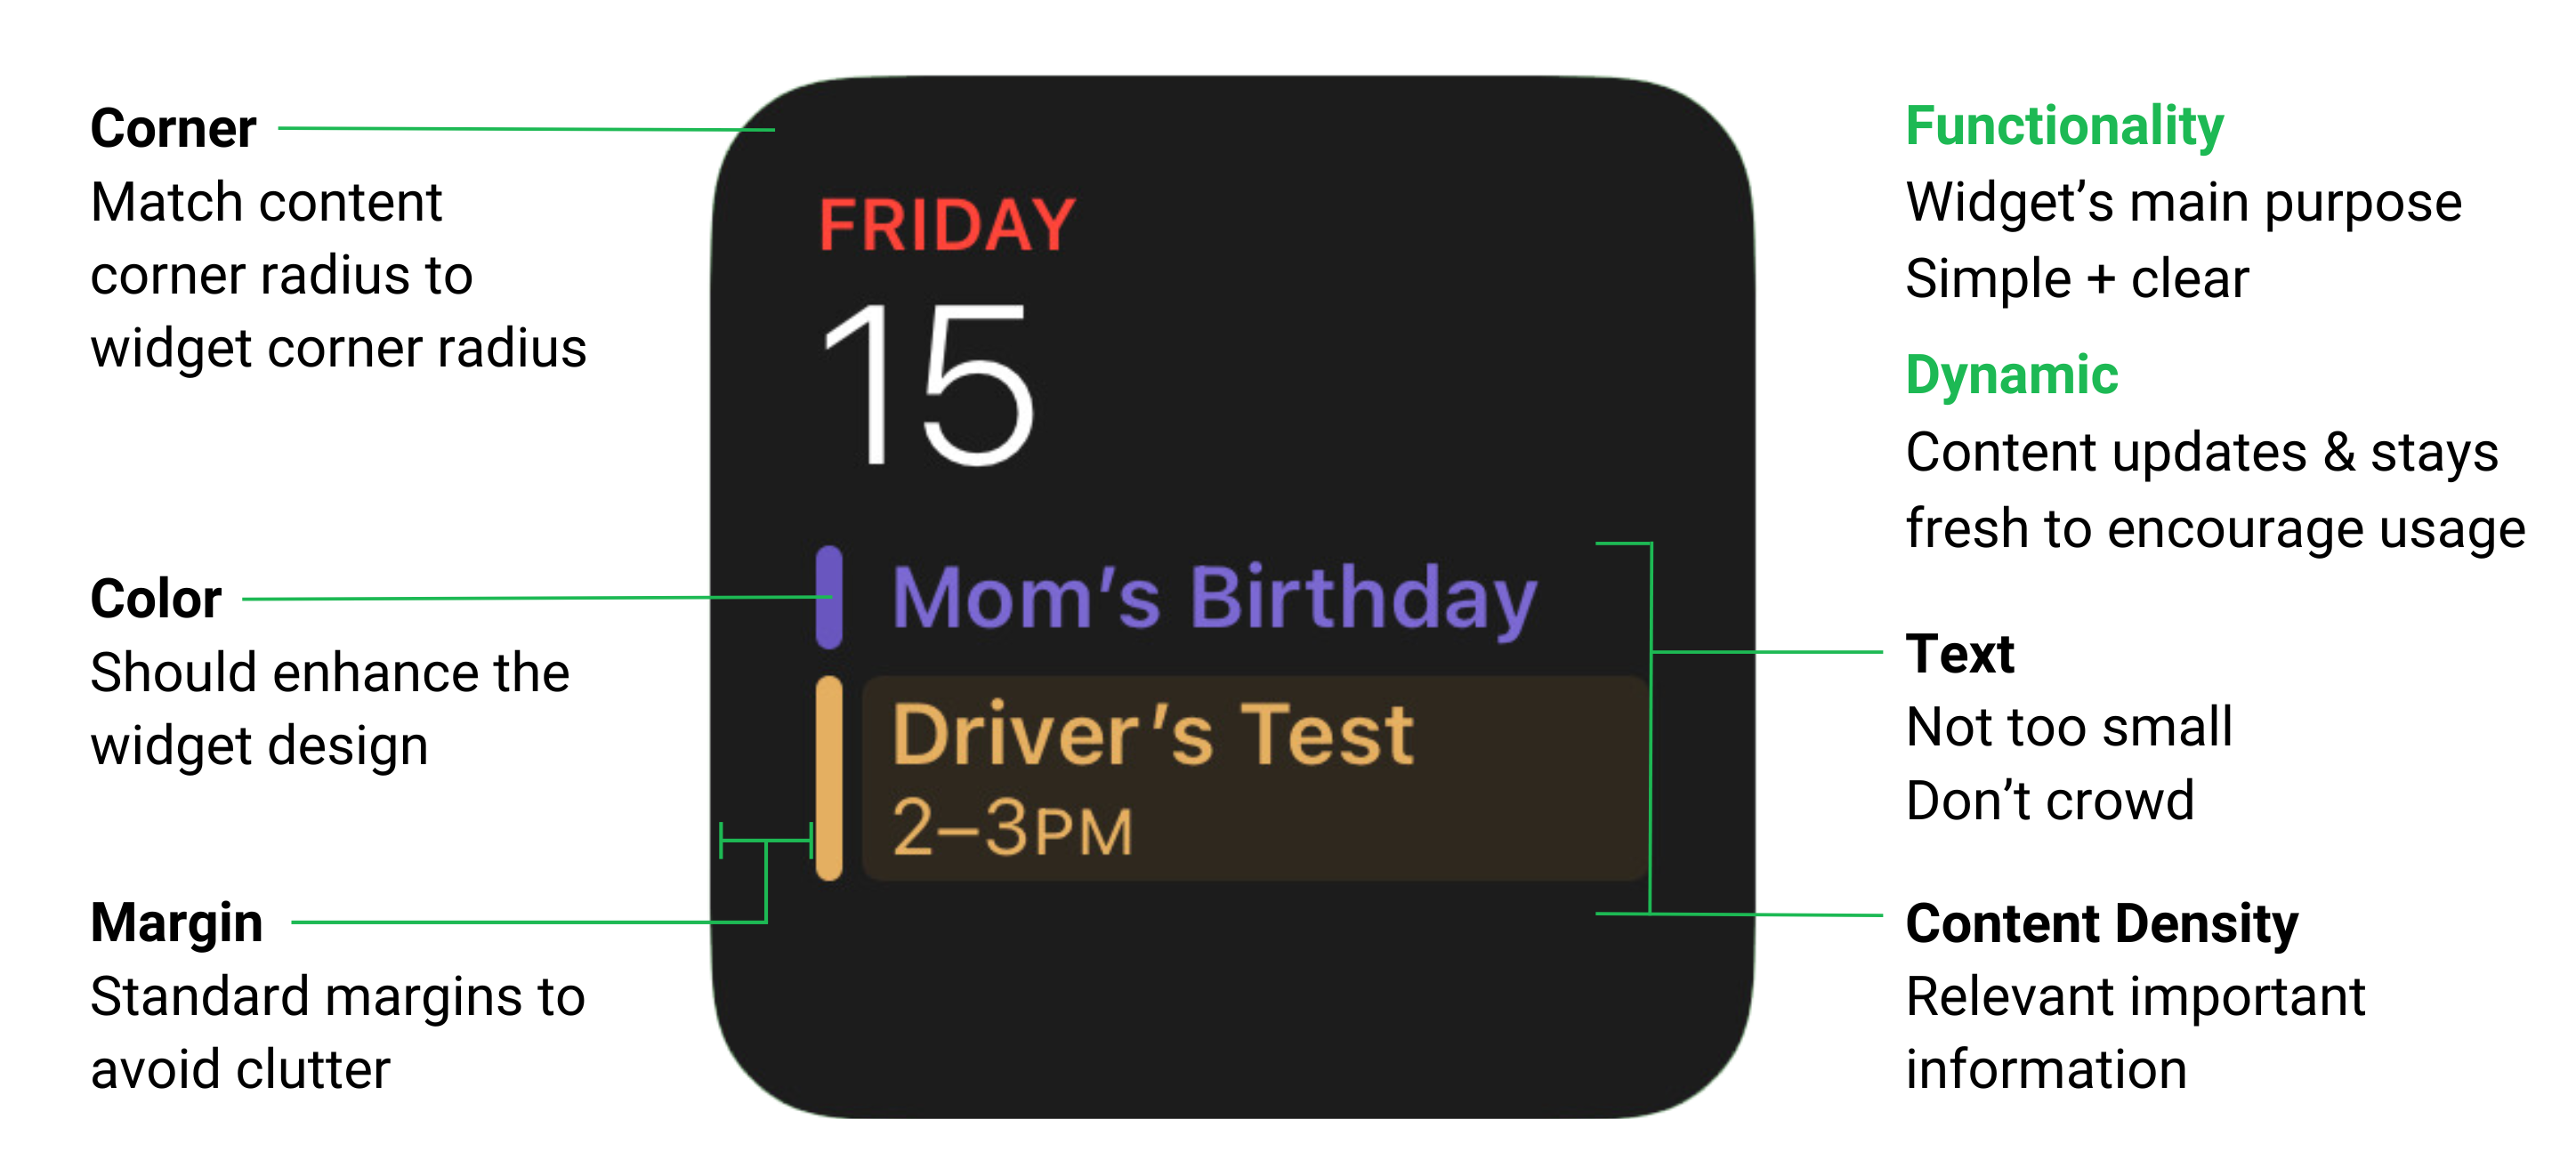 Corner
Match content
corner radius to
widget corner radius
Color
Should enhance the
widget design
Margin
Standard margins to
avoid clutter
FRIDAY
15
Mom’s Birthday
Driver’s Test
2–3PM
Functionality
Widget’s main purpose
Simple + clear
Dynamic
Content updates & stays
fresh to encourage usage
Text
Not too small
Don’t crowd
Content Density
Relevant important
information